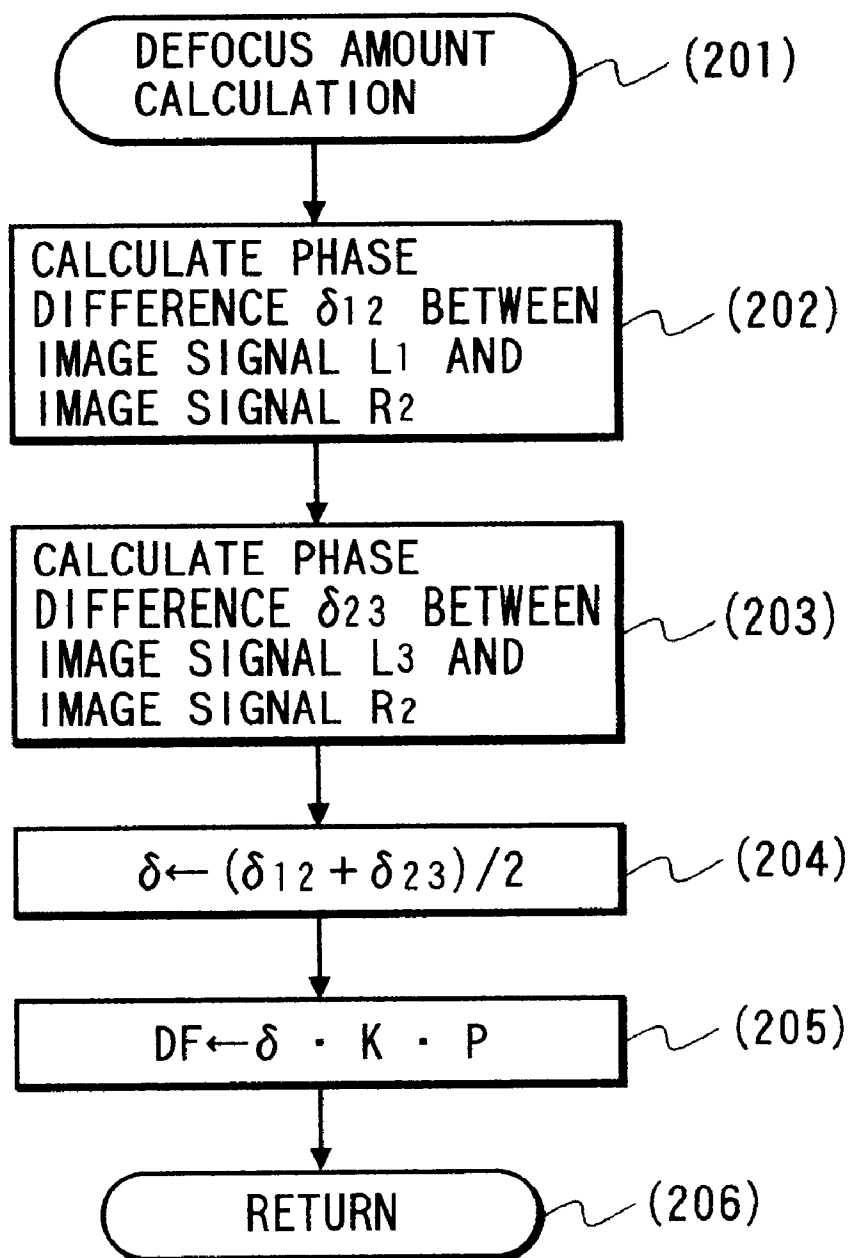 DEFOCUS AMOUNT
CALCULATION
(201)
CALCULATE PHASE
DIFFERENCE δ12 BETWEEN
IMAGE SIGNAL L1 AND
IMAGE SIGNAL R2
(202)
CALCULATE PHASE
DIFFERENCE δ23 BETWEEN
IMAGE SIGNAL L3 AND
IMAGE SIGNAL R2
(203)
δ←(δ12+δ23)/2
(204)
DF←δ · K · P
(205)
RETURN
(206)